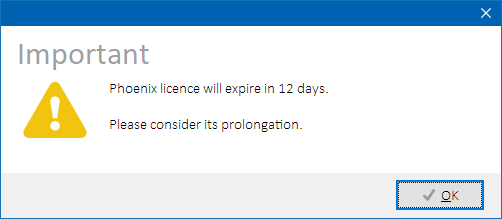 Important
Phoenix licence will expire in 12 days.
Please consider its prolongation.
OK